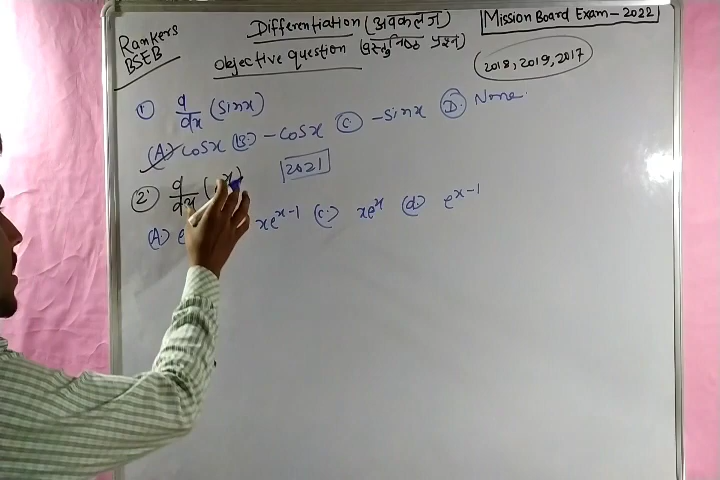 Rankers
BSEB
Differentiation (अवकलज)
Objective question (वस्तुनिष्ठ प्रश्न)
Mission Board Exam-2022
2018, 2019, 2017
1) d/dx (sinx)
(A) cosx (B.) -cosx (C.) -sinx (D.) None.
2021
2. d/dx ( x)
(A.) e xe^x-1 (C.) xe^x (d.) e^x-1